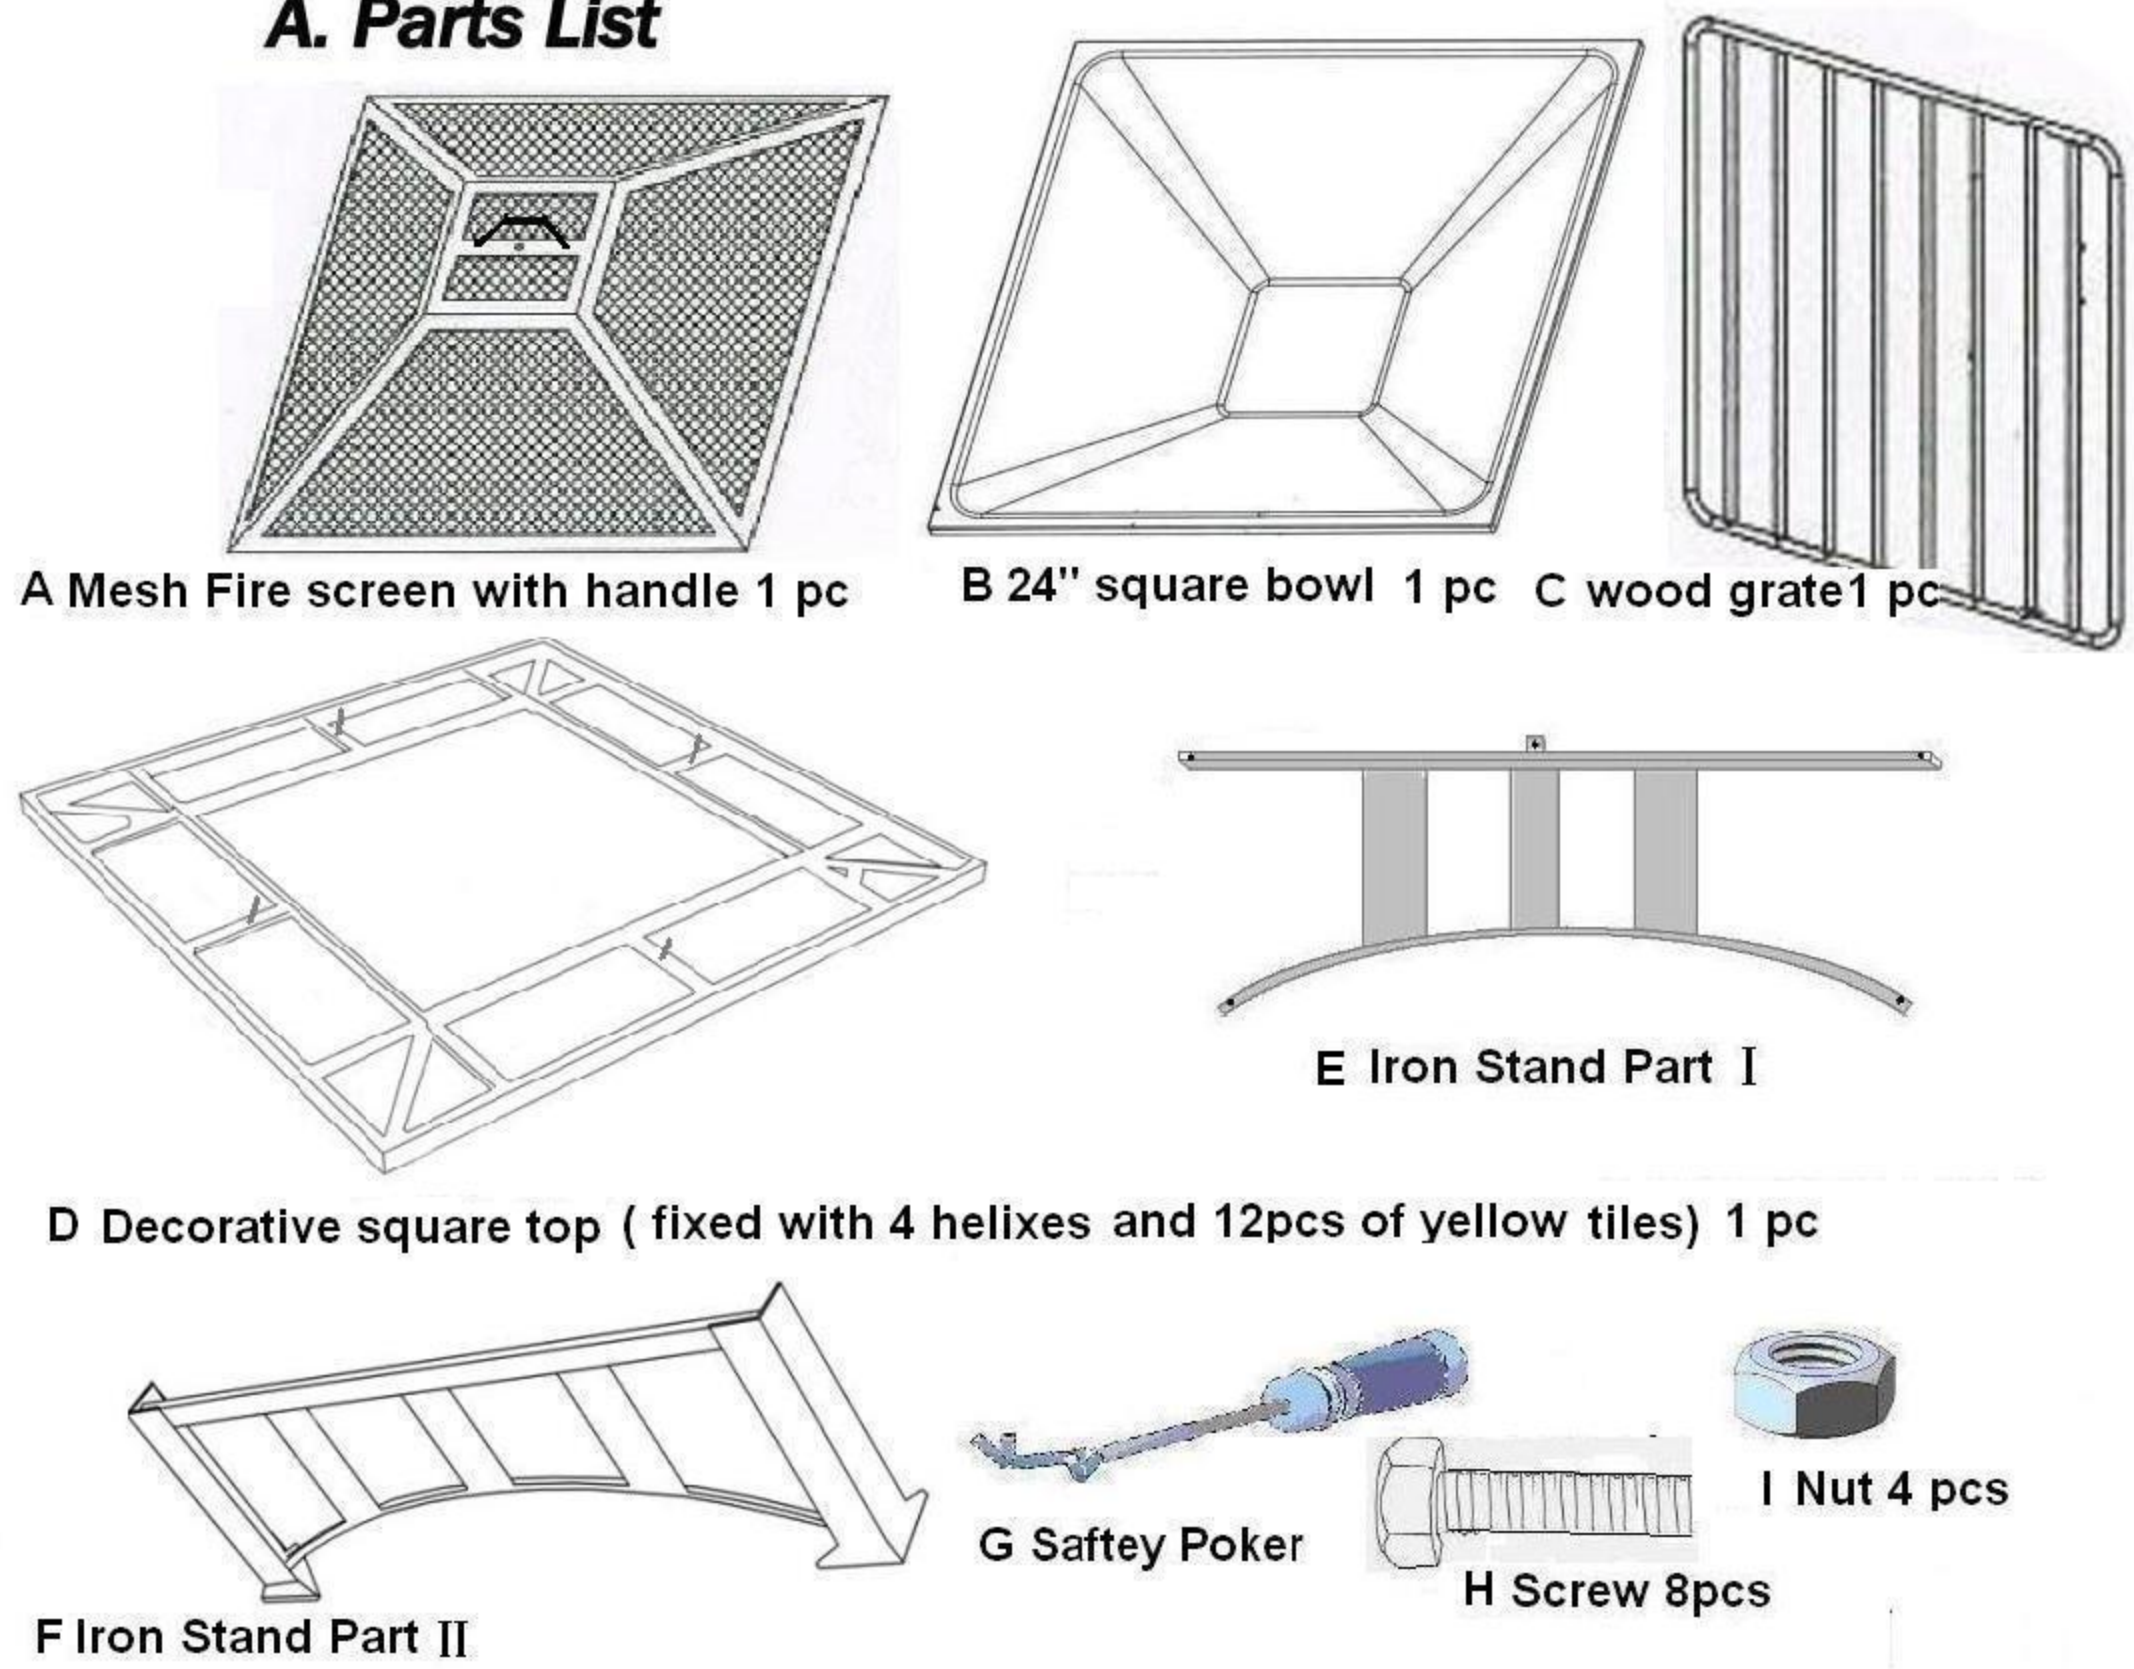 A. Parts List
A Mesh Fire screen with handle 1 pc
B 24" square bowl 1 pc
C wood grate1 pc
D Decorative square top ( fixed with 4 helixes and 12pcs of yellow tiles) 1 pc
E Iron Stand Part I
F Iron Stand Part II
G Saftey Poker
H Screw 8pcs
I Nut 4 pcs